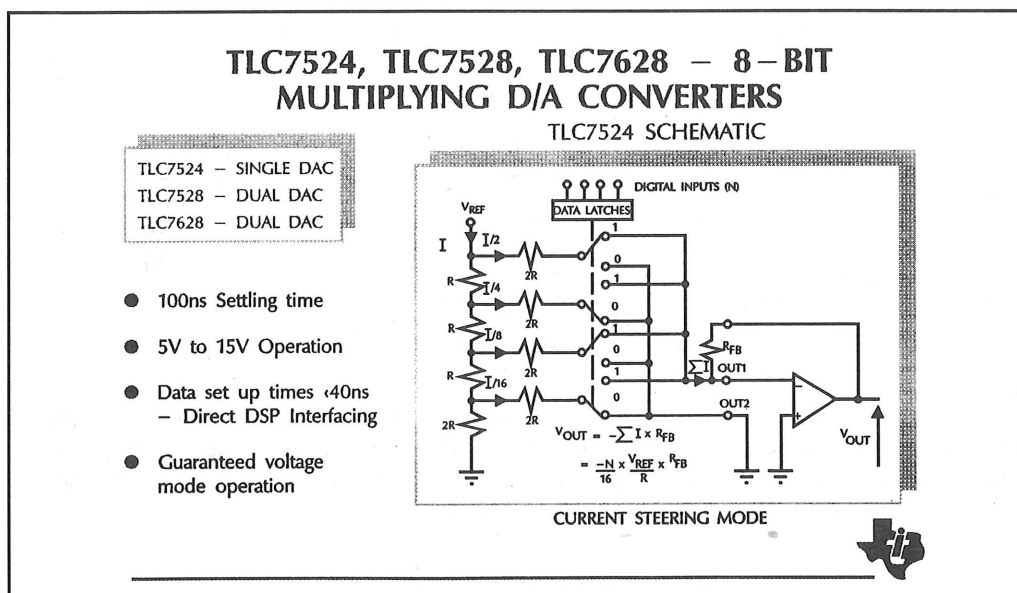 TLC7524, TLC7528, TLC7628 – 8–BIT
MULTIPLYING D/A CONVERTERS
TLC7524 – SINGLE DAC
TLC7528 – DUAL DAC
TLC7628 – DUAL DAC
● 100ns Settling time
● 5V to 15V Operation
● Data set up times <40ns
– Direct DSP Interfacing
● Guaranteed voltage
mode operation
TLC7524 SCHEMATIC
DIGITAL INPUTS (N)
DATA LATCHES
VREF
I
I/2
2R
1
0
R
I/4
2R
1
0
R
I/8
2R
1
0
R
I/16
2R
1
0
2R
RFB
∑I
OUT1
OUT2
–
+
VOUT
VOUT = –∑ I x RFB
= –N/16 x VREF/R x RFB
CURRENT STEERING MODE
ti